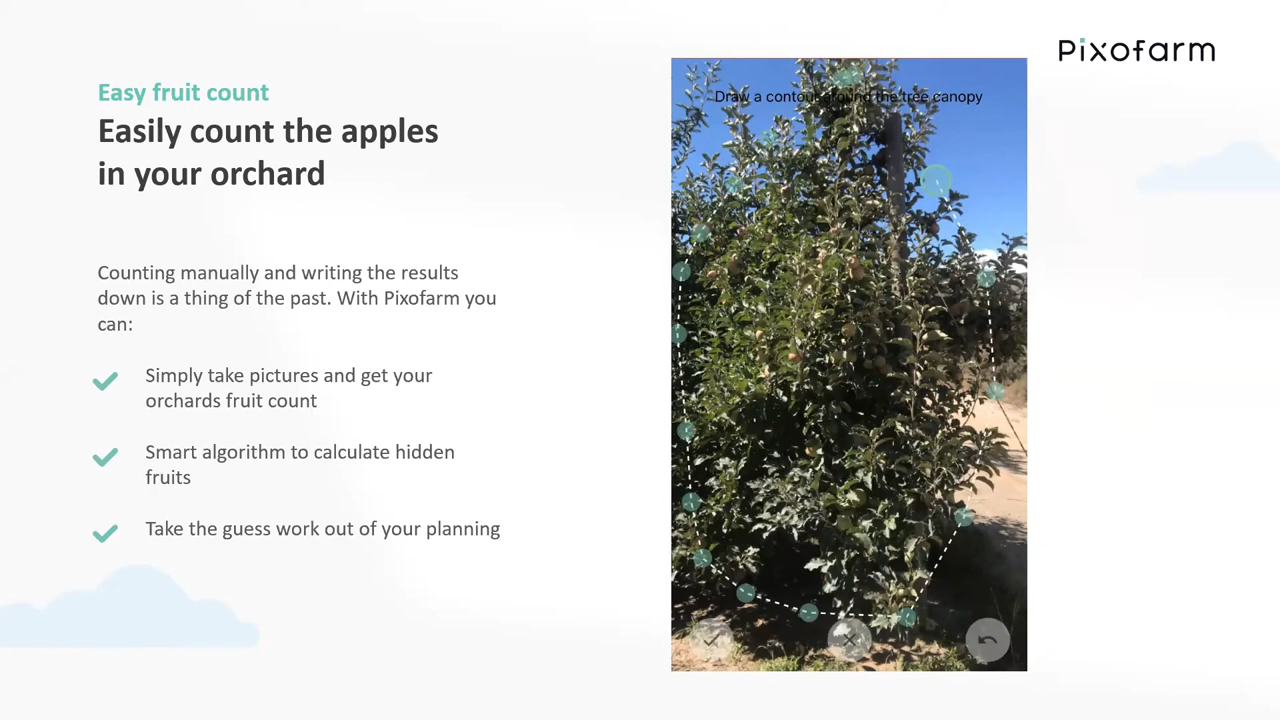 Pixofarm
Easy fruit count
Easily count the apples
in your orchard
Counting manually and writing the results
down is a thing of the past. With Pixofarm you
can:
Simply take pictures and get your
orchards fruit count
Smart algorithm to calculate hidden
fruits
Take the guess work out of your planning
Draw a contour around the tree canopy